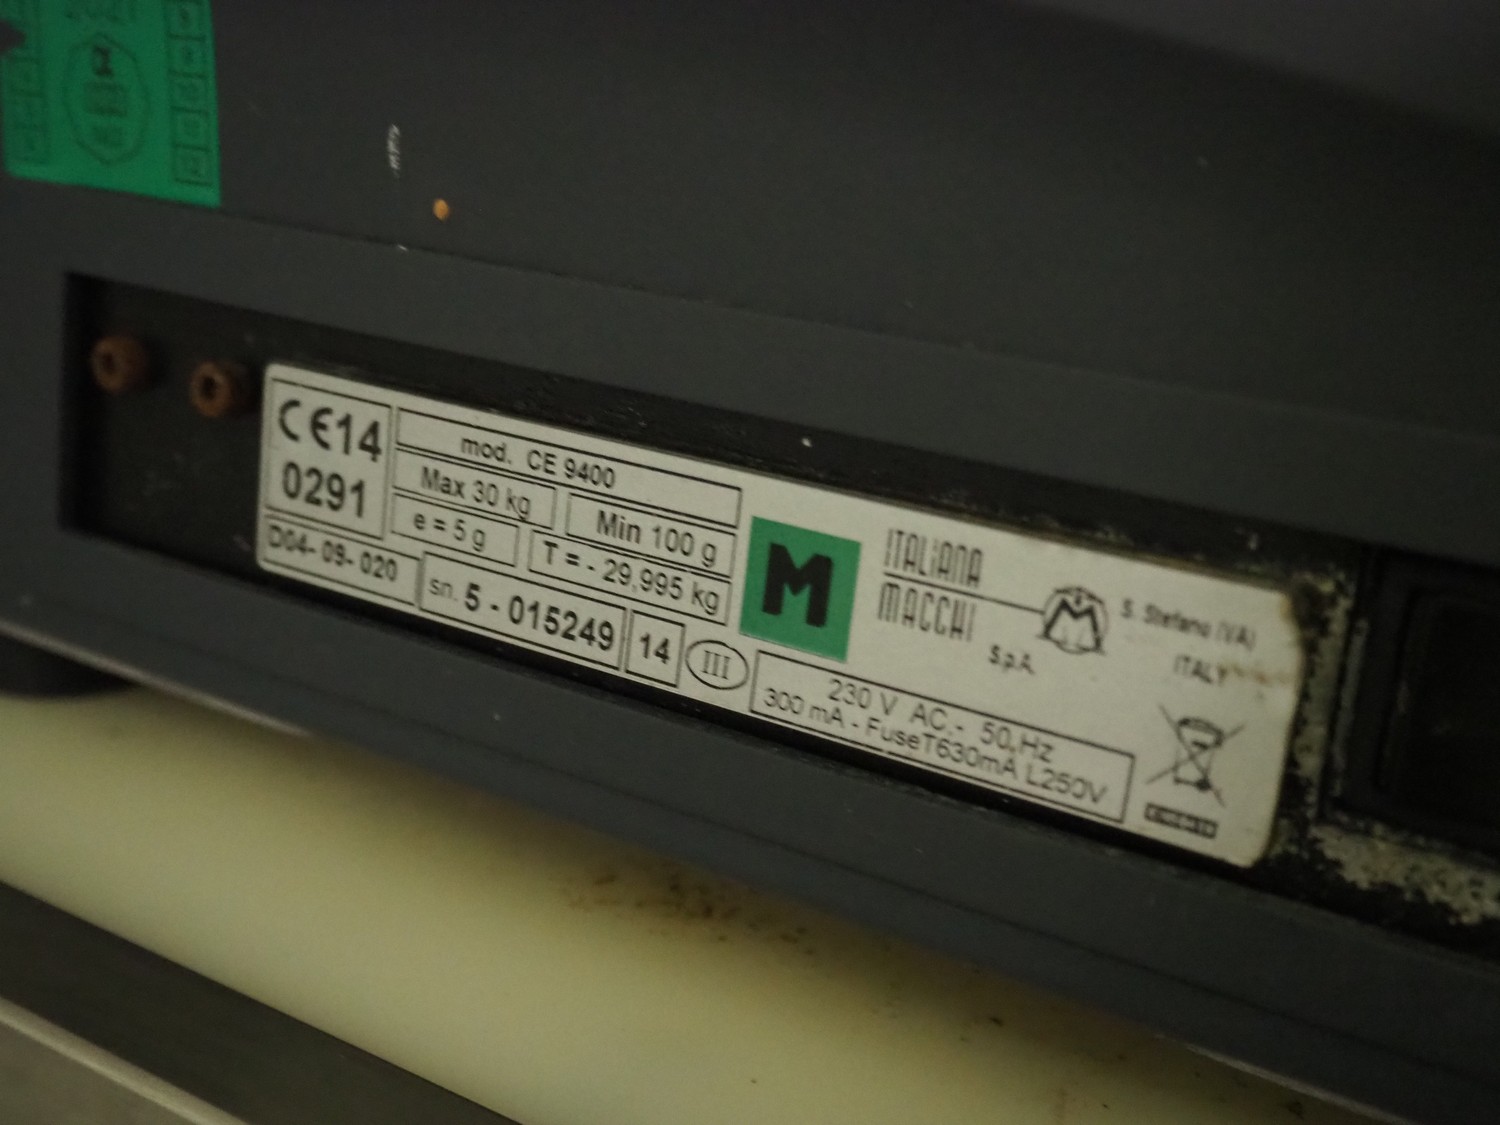 CE14
0291
mod. CE 9400
Max 30 kg
Min 100 g
e = 5 g
T = - 29,995 kg
D04- 09- 020
sn. 5 - 015249
14
III
M
ITALiANA
MACCHI
S.p.A.
M
S. Stefano (VA)
ITALY
230 V AC.- 50,Hz
300 mA - FuseT630mA L250V